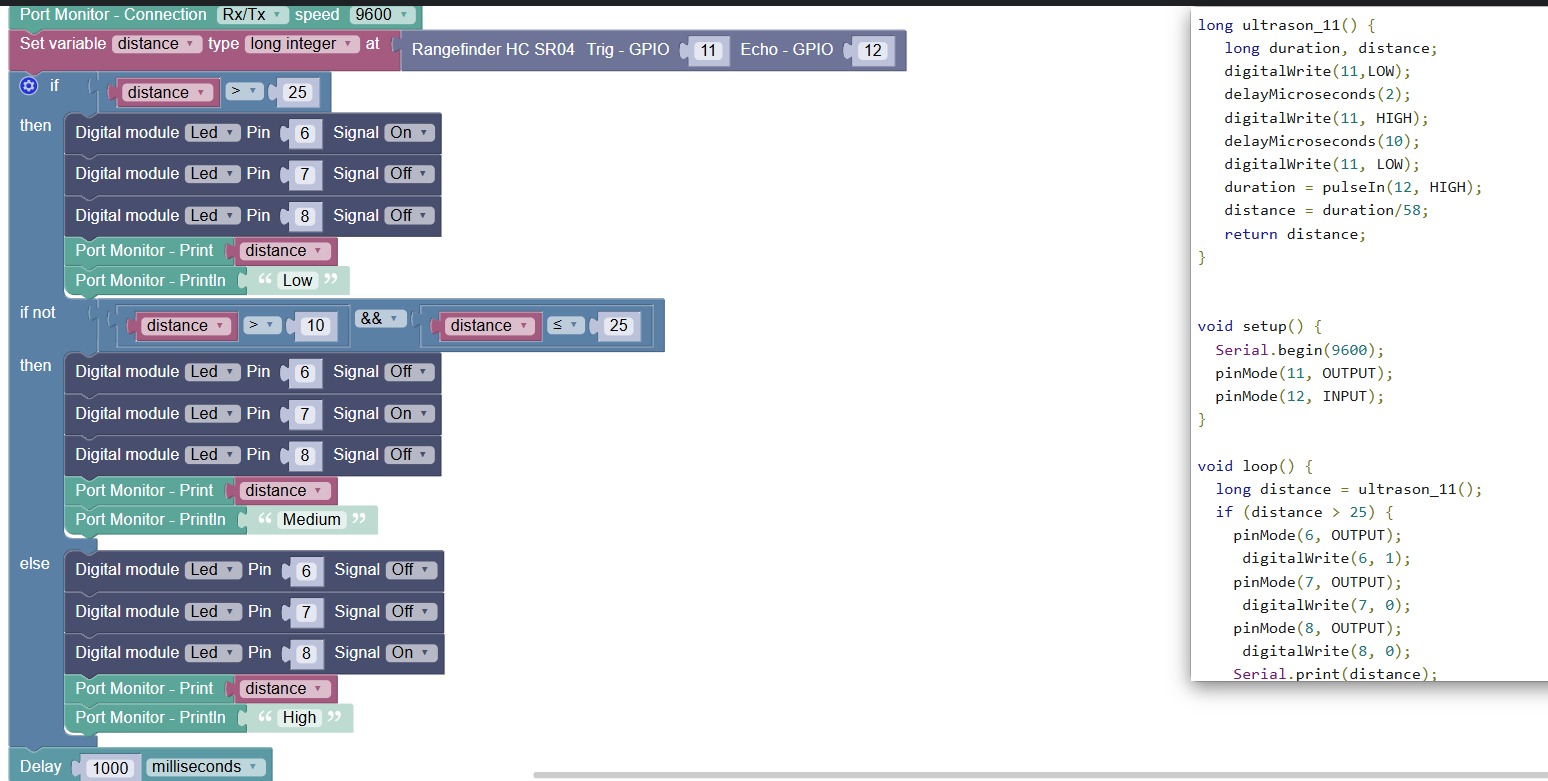 Port Monitor - Connection Rx/Tx speed 9600
Set variable distance type long integer at Rangefinder HC SR04 Trig - GPIO 11 Echo - GPIO 12
if distance > 25
then Digital module Led Pin 6 Signal On
Digital module Led Pin 7 Signal Off
Digital module Led Pin 8 Signal Off
Port Monitor - Print distance
Port Monitor - Println “ Low ”
if not distance > 10 && distance ≤ 25
then Digital module Led Pin 6 Signal Off
Digital module Led Pin 7 Signal On
Digital module Led Pin 8 Signal Off
Port Monitor - Print distance
Port Monitor - Println “ Medium ”
else Digital module Led Pin 6 Signal Off
Digital module Led Pin 7 Signal Off
Digital module Led Pin 8 Signal On
Port Monitor - Print distance
Port Monitor - Println “ High ”
Delay 1000 milliseconds
long ultrason_11() {
long duration, distance;
digitalWrite(11,LOW);
delayMicroseconds(2);
digitalWrite(11, HIGH);
delayMicroseconds(10);
digitalWrite(11, LOW);
duration = pulseIn(12, HIGH);
distance = duration/58;
return distance;
}
void setup() {
Serial.begin(9600);
pinMode(11, OUTPUT);
pinMode(12, INPUT);
}
void loop() {
long distance = ultrason_11();
if (distance > 25) {
pinMode(6, OUTPUT);
digitalWrite(6, 1);
pinMode(7, OUTPUT);
digitalWrite(7, 0);
pinMode(8, OUTPUT);
digitalWrite(8, 0);
Serial.print(distance);